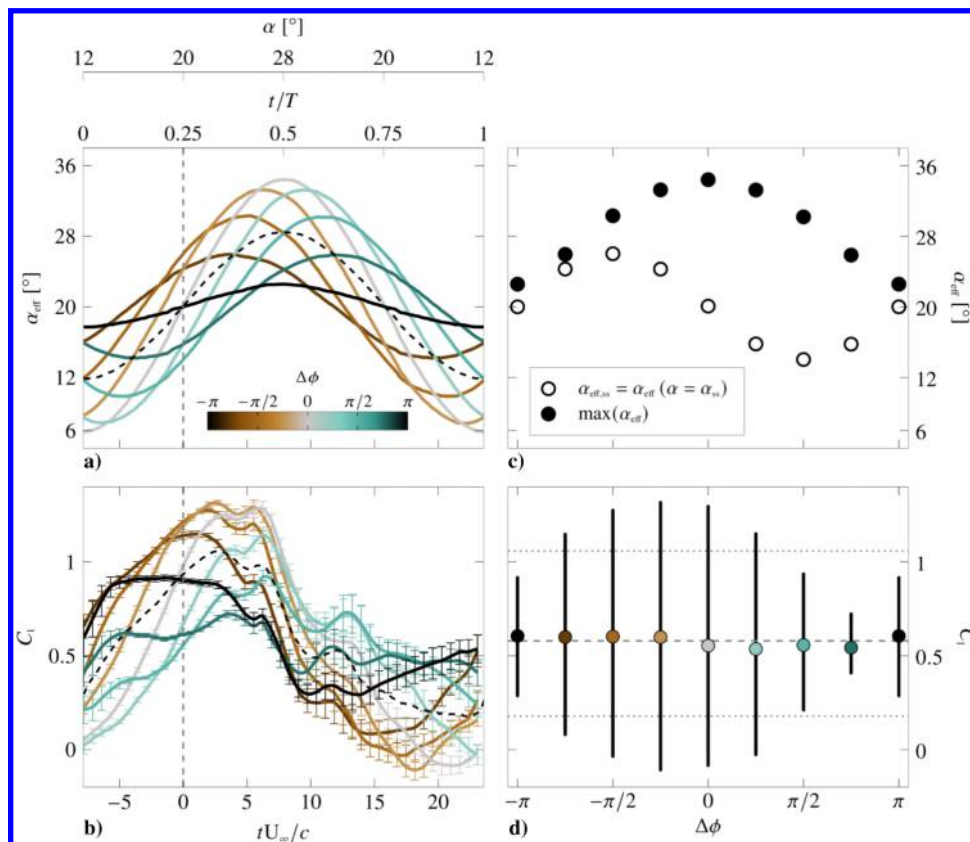 α [°]
12 20 28 20 12
t/T
0 0.25 0.5 0.75 1
36
28
20
12
6
α_eff [°]
Δϕ
−π −π/2 0 π/2 π
a)
36
28
20
12
6
α_eff [°]
α_eff,ss = α_eff (α = α_ss)
max(α_eff)
c)
1
0.5
0
C_l
−5 0 5 10 15 20
b)
tU_∞/c
1
0.5
0
C_l
−π −π/2 0 π/2 π
d)
Δϕ